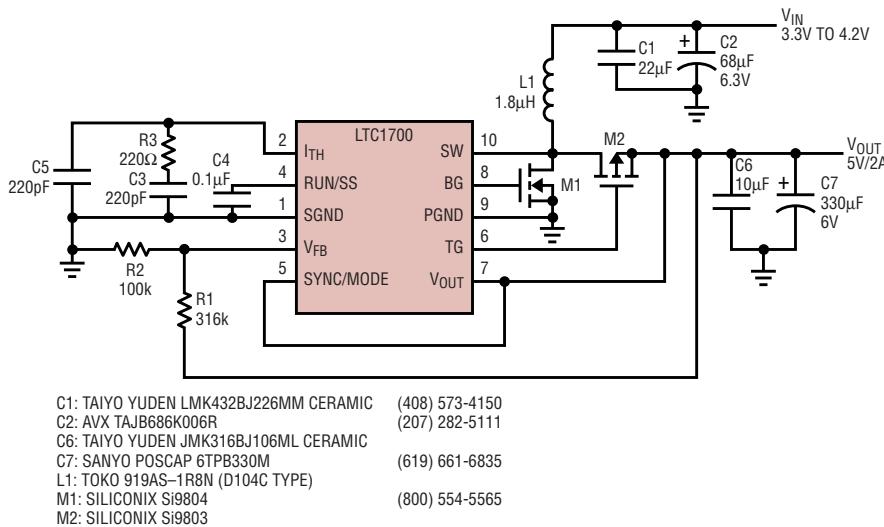 VIN
3.3V TO 4.2V
C1
22µF
+
C2
68µF
6.3V
L1
1.8µH
LTC1700
R3
220Ω
C5
220pF
C3
220pF
C4
0.1µF
2
ITH
SW
10
4
RUN/SS
BG
8
1
SGND
PGND
9
3
VFB
TG
6
5
SYNC/MODE
VOUT
7
M1
M2
VOUT
5V/2A
C6
10µF
+
C7
330µF
6V
R2
100k
R1
316k
C1: TAIYO YUDEN LMK432BJ226MM CERAMIC (408) 573-4150
C2: AVX TAJB686K006R (207) 282-5111
C6: TAIYO YUDEN JMK316BJ106ML CERAMIC
C7: SANYO POSCAP 6TPB330M (619) 661-6835
L1: TOKO 919AS–1R8N (D104C TYPE)
M1: SILICONIX Si9804 (800) 554-5565
M2: SILICONIX Si9803